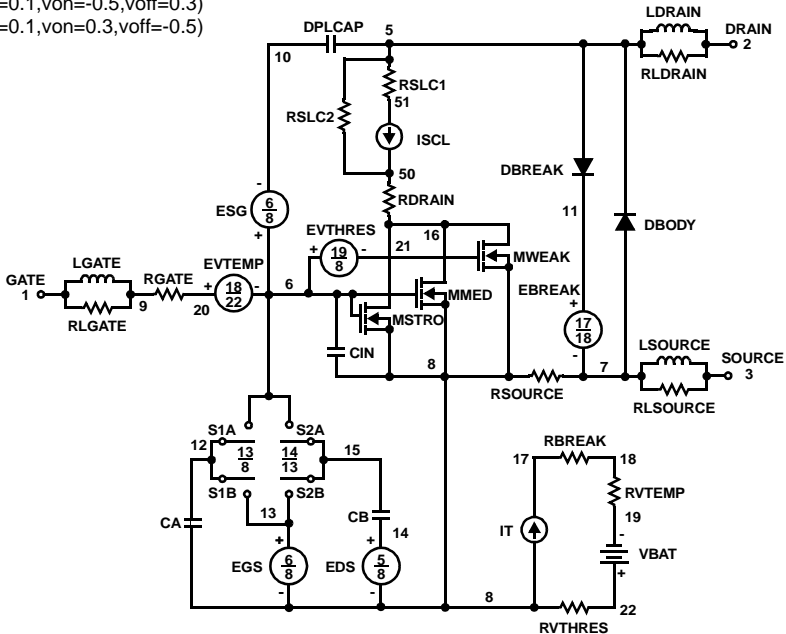 =0.1,von=-0.5,voff=0.3)
=0.1,von=0.3,voff=-0.5)
LDRAIN
DPLCAP 5 DRAIN
10 2
RLDRAIN
RSLC1
51
RSLC2
ISCL
50
DBREAK
RDRAIN
- ESG 6 8 +
11
DBODY
EVTHRES 16
+ 19 8 - 21
MWEAK
LGATE
EVTEMP
GATE RGATE
1 + 18 22 - 6
EBREAK +
MMED
9 20
RLGATE
MSTRO
17 18
LSOURCE
CIN
- SOURCE
8 7 3
RSOURCE
RLSOURCE
S1A S2A
12 13 8 14 13 15
RBREAK
17 18
S1B S2B
RVTEMP
13 CB
CA 14 IT 19
+ + -
VBAT
EGS 6 8 EDS 5 8
+
- - 8 22
RVTHRES